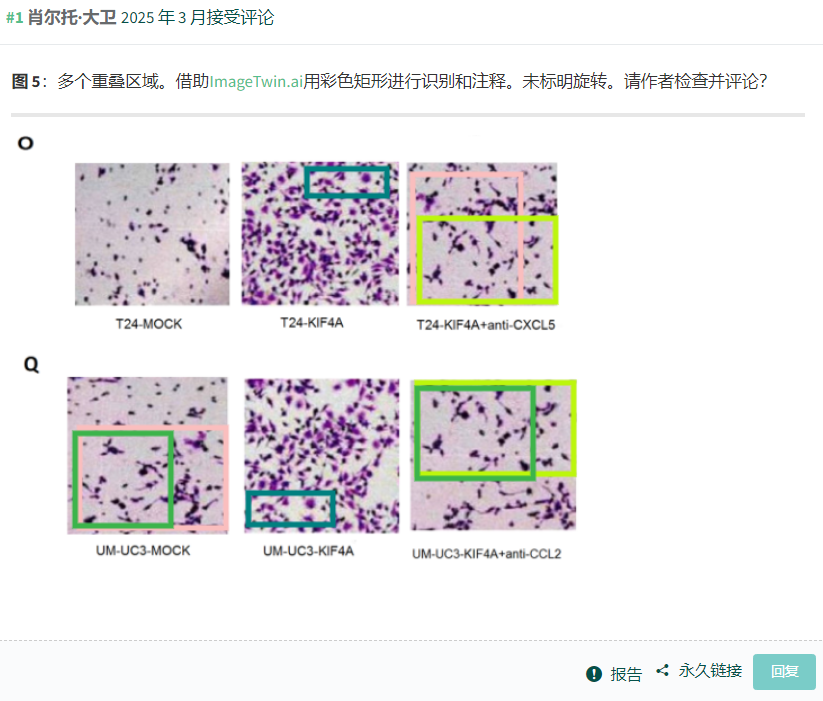 #1 肖尔托·大卫 2025 年 3 月接受评论
图 5：多个重叠区域。借助ImageTwin.ai用彩色矩形进行识别和注释。未标明旋转。请作者检查并评论？
O
T24-MOCK T24-KIF4A T24-KIF4A+anti-CXCL5
Q
UM-UC3-MOCK UM-UC3-KIF4A UM-UC3-KIF4A+anti-CCL2
报告 永久链接 回复